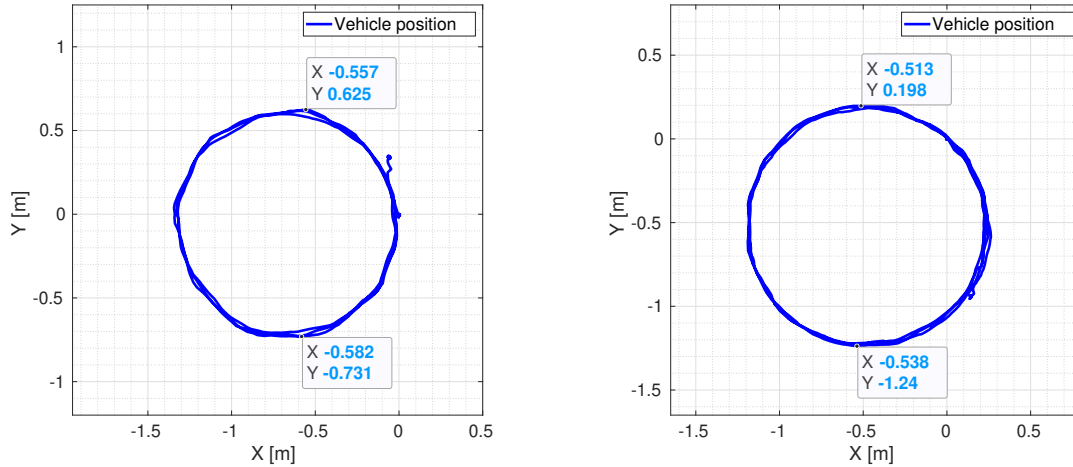 Vehicle position
X -0.557
Y 0.625
X -0.582
Y -0.731
1
0.5
0
-0.5
-1
-1.5
-1
-0.5
0
0.5
X [m]
Y [m]
Vehicle position
X -0.513
Y 0.198
X -0.538
Y -1.24
0.5
0
-0.5
-1
-1.5
-1.5
-1
-0.5
0
0.5
X [m]
Y [m]